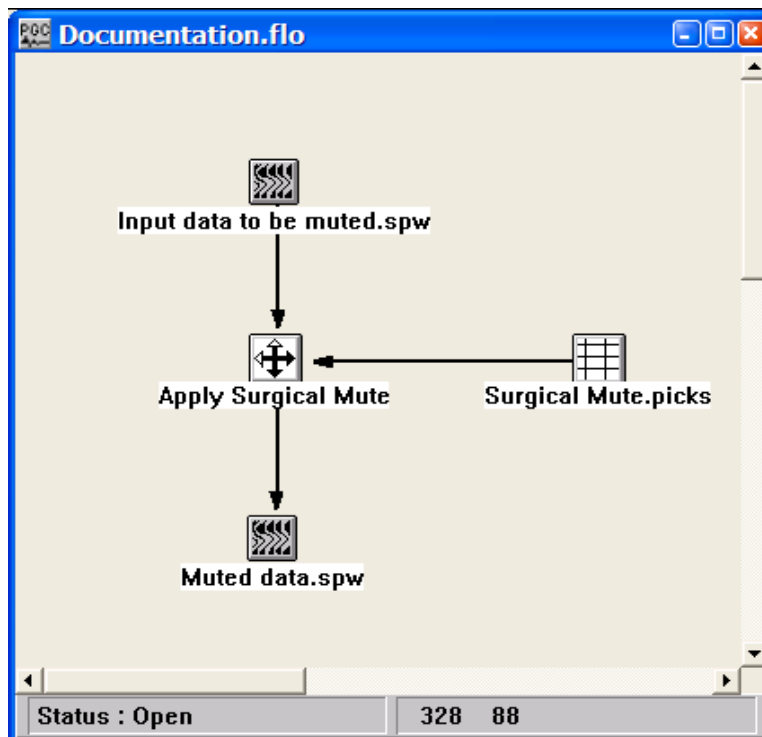 PGC Documentation.flo
Input data to be muted.spw
Apply Surgical Mute
Surgical Mute.picks
Muted data.spw
Status : Open
328 88